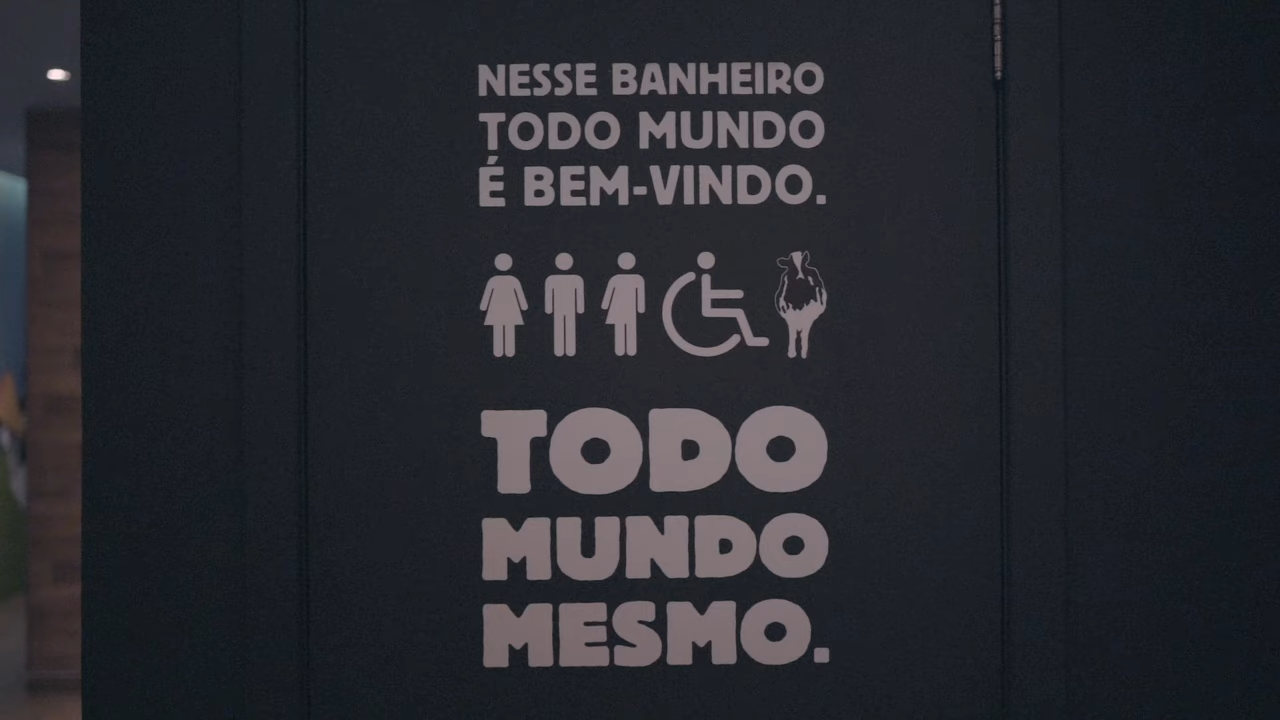 NESSE BANHEIRO
TODO MUNDO
É BEM-VINDO.
TODO
MUNDO
MESMO.